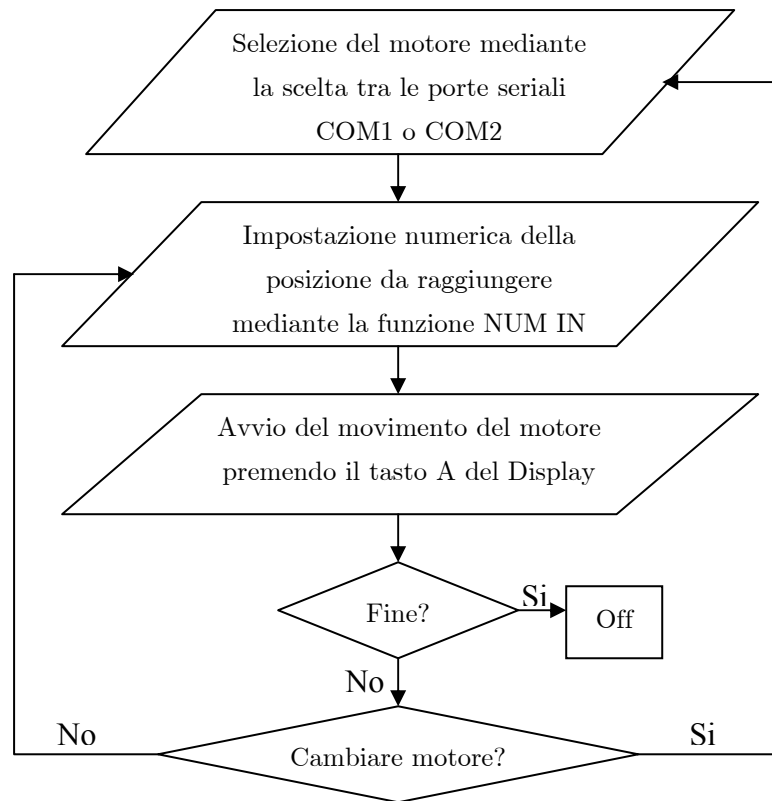 Selezione del motore mediante
la scelta tra le porte seriali
COM1 o COM2
Impostazione numerica della
posizione da raggiungere
mediante la funzione NUM IN
Avvio del movimento del motore
premendo il tasto A del Display
Fine?
Si
Off
No
No
Cambiare motore?
Si